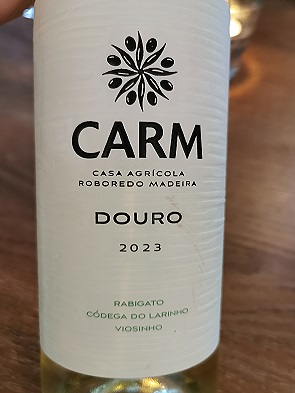 CARM
CASA AGRÍCOLA
ROBOREDO MADEIRA
DOURO
2023
RABIGATO
CÓDEGA DO LARINHO
VIOSINHO